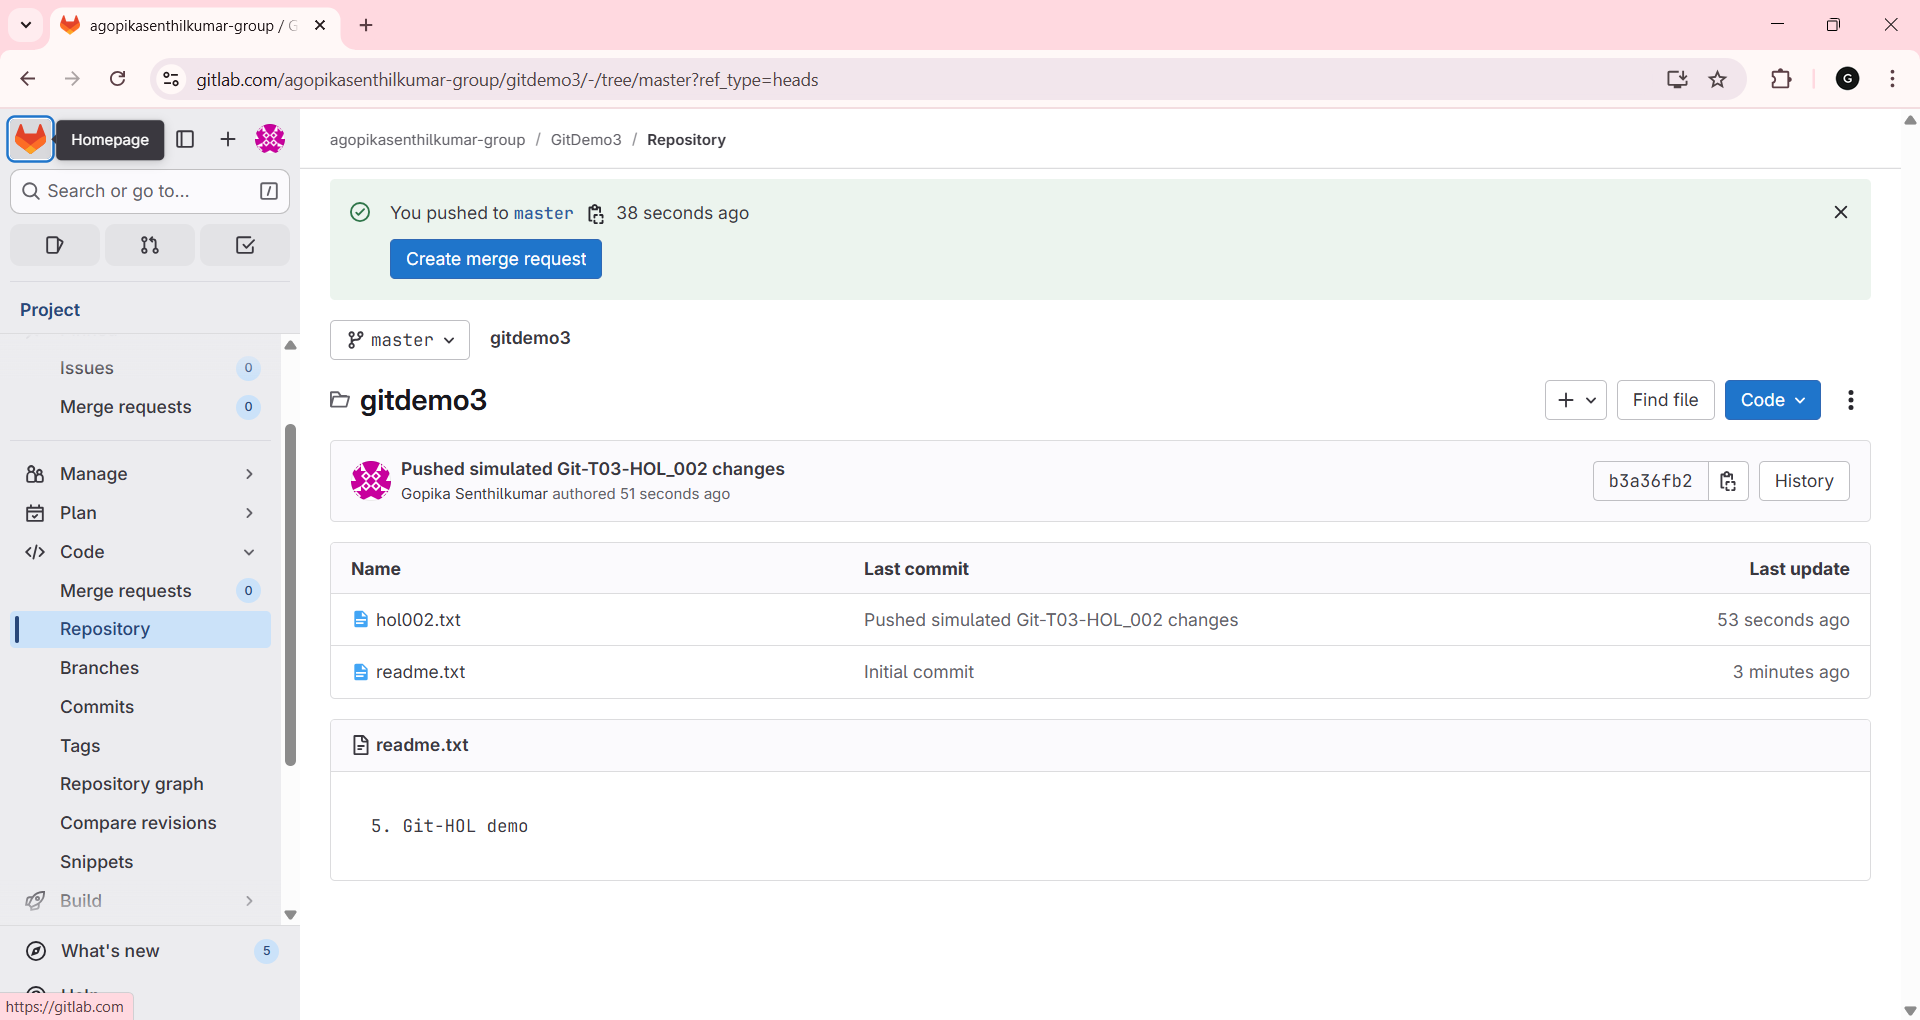 agopikasenthilkumar-group / G
gitlab.com/agopikasenthilkumar-group/gitdemo3/-/tree/master?ref_type=heads
G
Homepage
Search or go to...
/
Project
Issues 0
Merge requests 0
Manage
Plan
Code
Merge requests 0
Repository
Branches
Commits
Tags
Repository graph
Compare revisions
Snippets
Build
What's new 5
https://gitlab.com
agopikasenthilkumar-group / GitDemo3 / Repository
You pushed to master 38 seconds ago
Create merge request
master gitdemo3
gitdemo3
Find file
Code
Pushed simulated Git-T03-HOL_002 changes
Gopika Senthilkumar authored 51 seconds ago
b3a36fb2
History
Name Last commit Last update
hol002.txt Pushed simulated Git-T03-HOL_002 changes 53 seconds ago
readme.txt Initial commit 3 minutes ago
readme.txt
5. Git-HOL demo